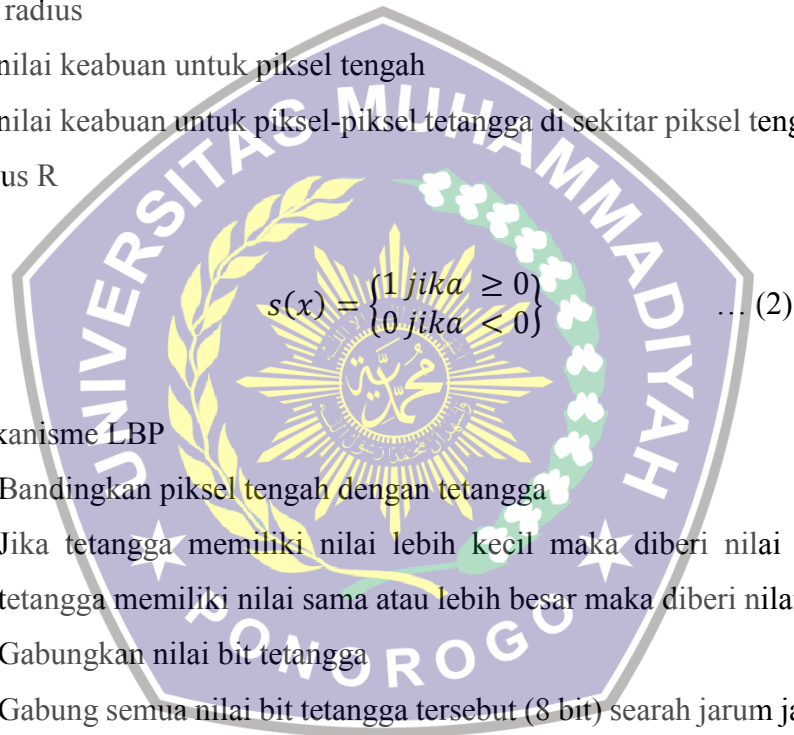 radius
nilai keabuan untuk piksel tengah
nilai keabuan untuk piksel-piksel tetangga di sekitar piksel teng
us R
s(x) = {1 jika ≥ 0
0 jika < 0} … (2)
kanisme LBP
Bandingkan piksel tengah dengan tetangga
Jika tetangga memiliki nilai lebih kecil maka diberi nilai
tetangga memiliki nilai sama atau lebih besar maka diberi nilai
Gabungkan nilai bit tetangga
Gabung semua nilai bit tetangga tersebut (8 bit) searah jarum ja
UNIVERSITAS MUHAMMADIYAH
PONOROGO
محمدية